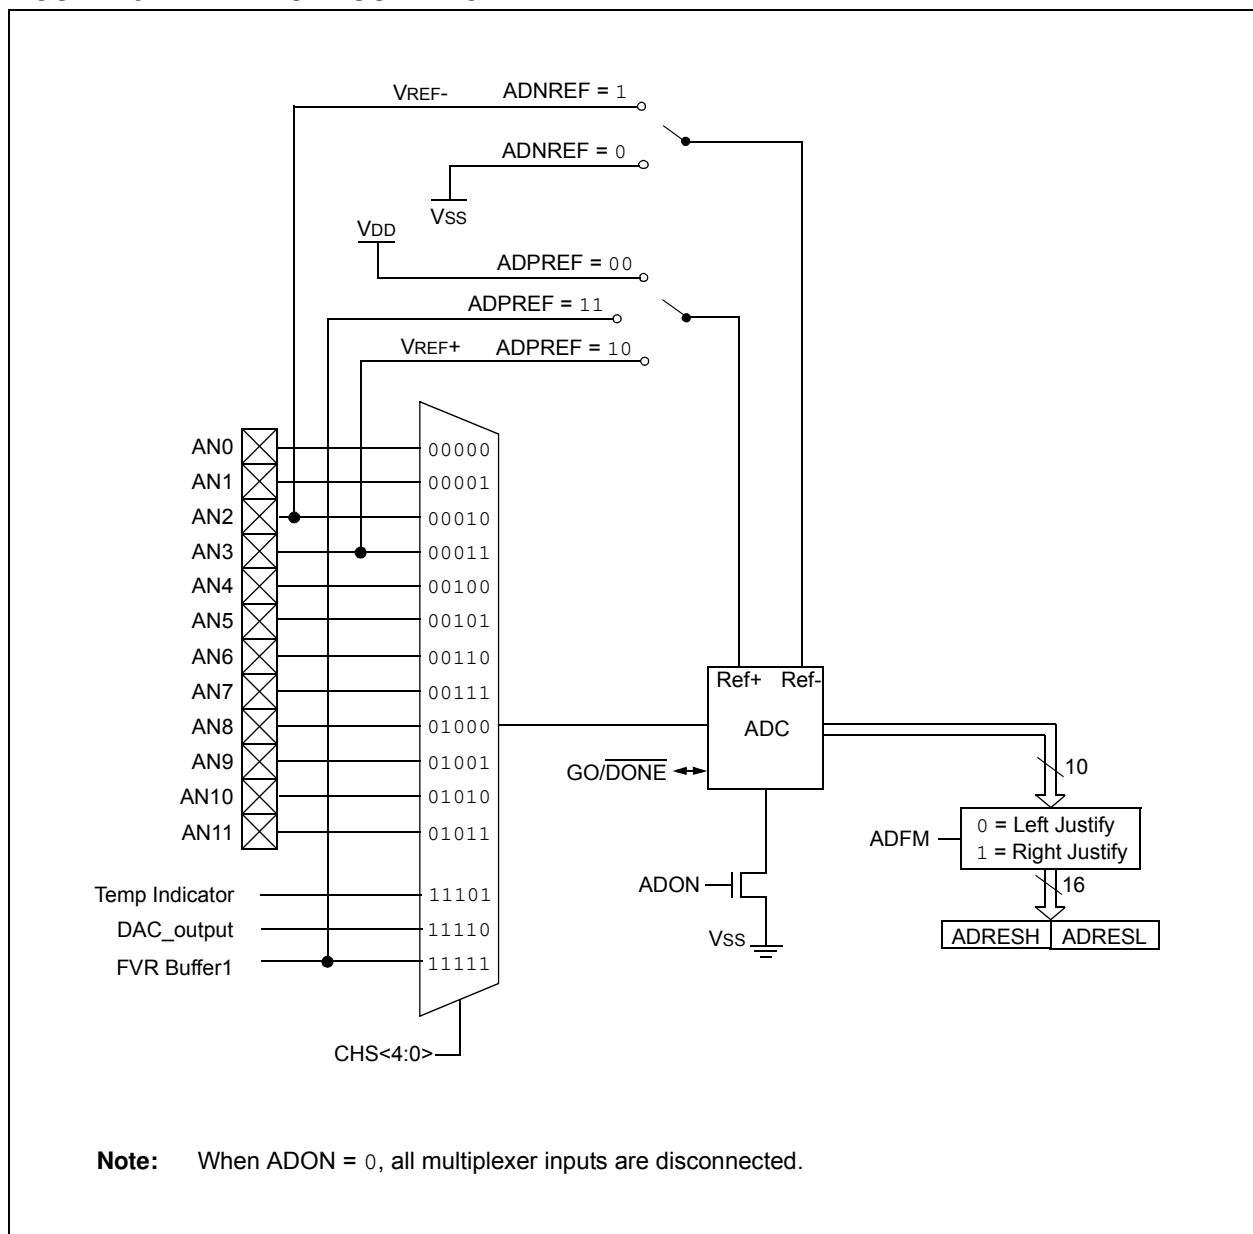 VREF- ADNREF = 1
ADNREF = 0
VSS
VDD
ADPREF = 00
ADPREF = 11
VREF+ ADPREF = 10
AN0 00000
AN1 00001
AN2 00010
AN3 00011
AN4 00100
AN5 00101
AN6 00110
AN7 00111
AN8 01000
AN9 01001
AN10 01010
AN11 01011
Temp Indicator 11101
DAC_output 11110
FVR Buffer1 11111
CHS<4:0>
Ref+ Ref-
ADC
GO/DONE
10
ADFM
0 = Left Justify
1 = Right Justify
16
ADON
VSS
ADRESH ADRESL
Note: When ADON = 0, all multiplexer inputs are disconnected.